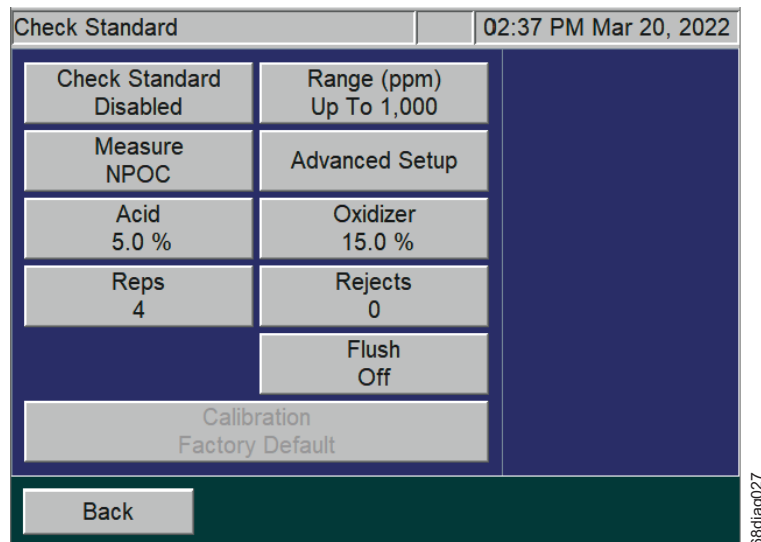 Check Standard
02:37 PM Mar 20, 2022
Check Standard
Disabled
Range (ppm)
Up To 1,000
Measure
NPOC
Advanced Setup
Acid
5.0 %
Oxidizer
15.0 %
Reps
4
Rejects
0
Flush
Off
Calibration
Factory Default
Back